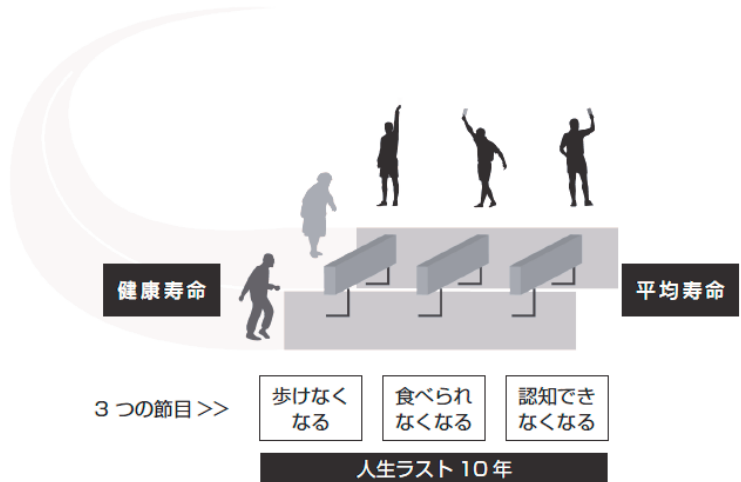 健康寿命
平均寿命
3 つの節目>>
歩けなく
なる
食べられ
なくなる
認知でき
なくなる
人生ラスト 10 年